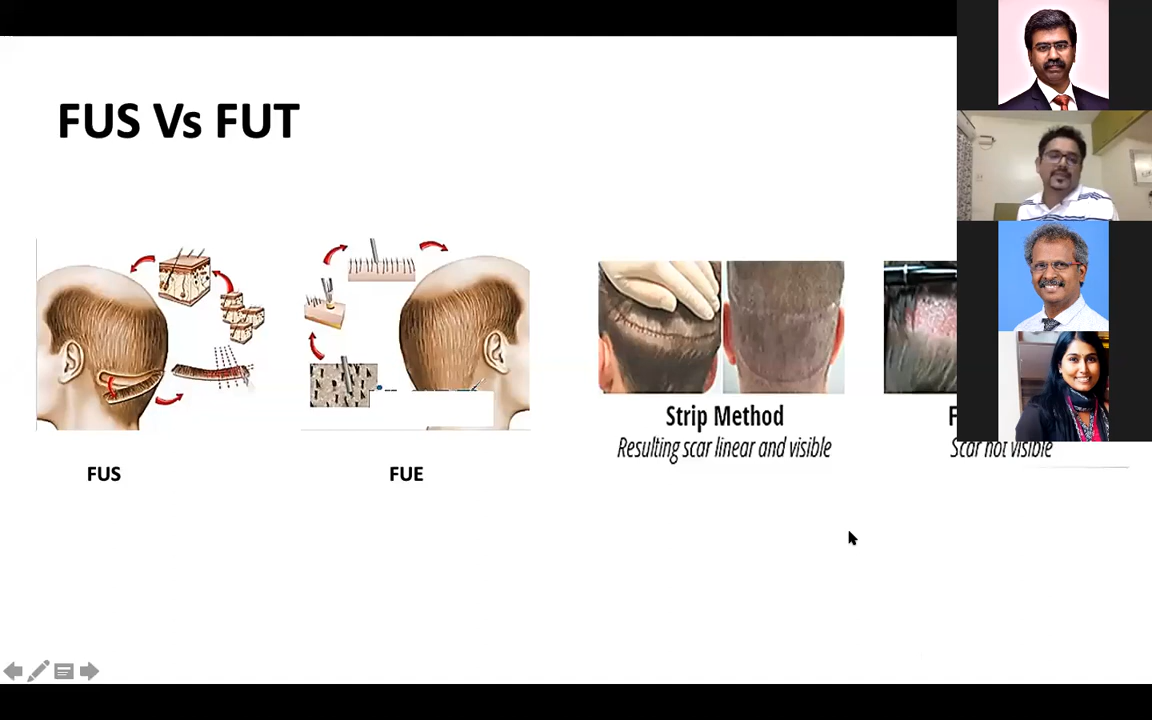 FUS Vs FUT
FUS
FUE
Strip Method
Resulting scar linear and visible
Scar not visible